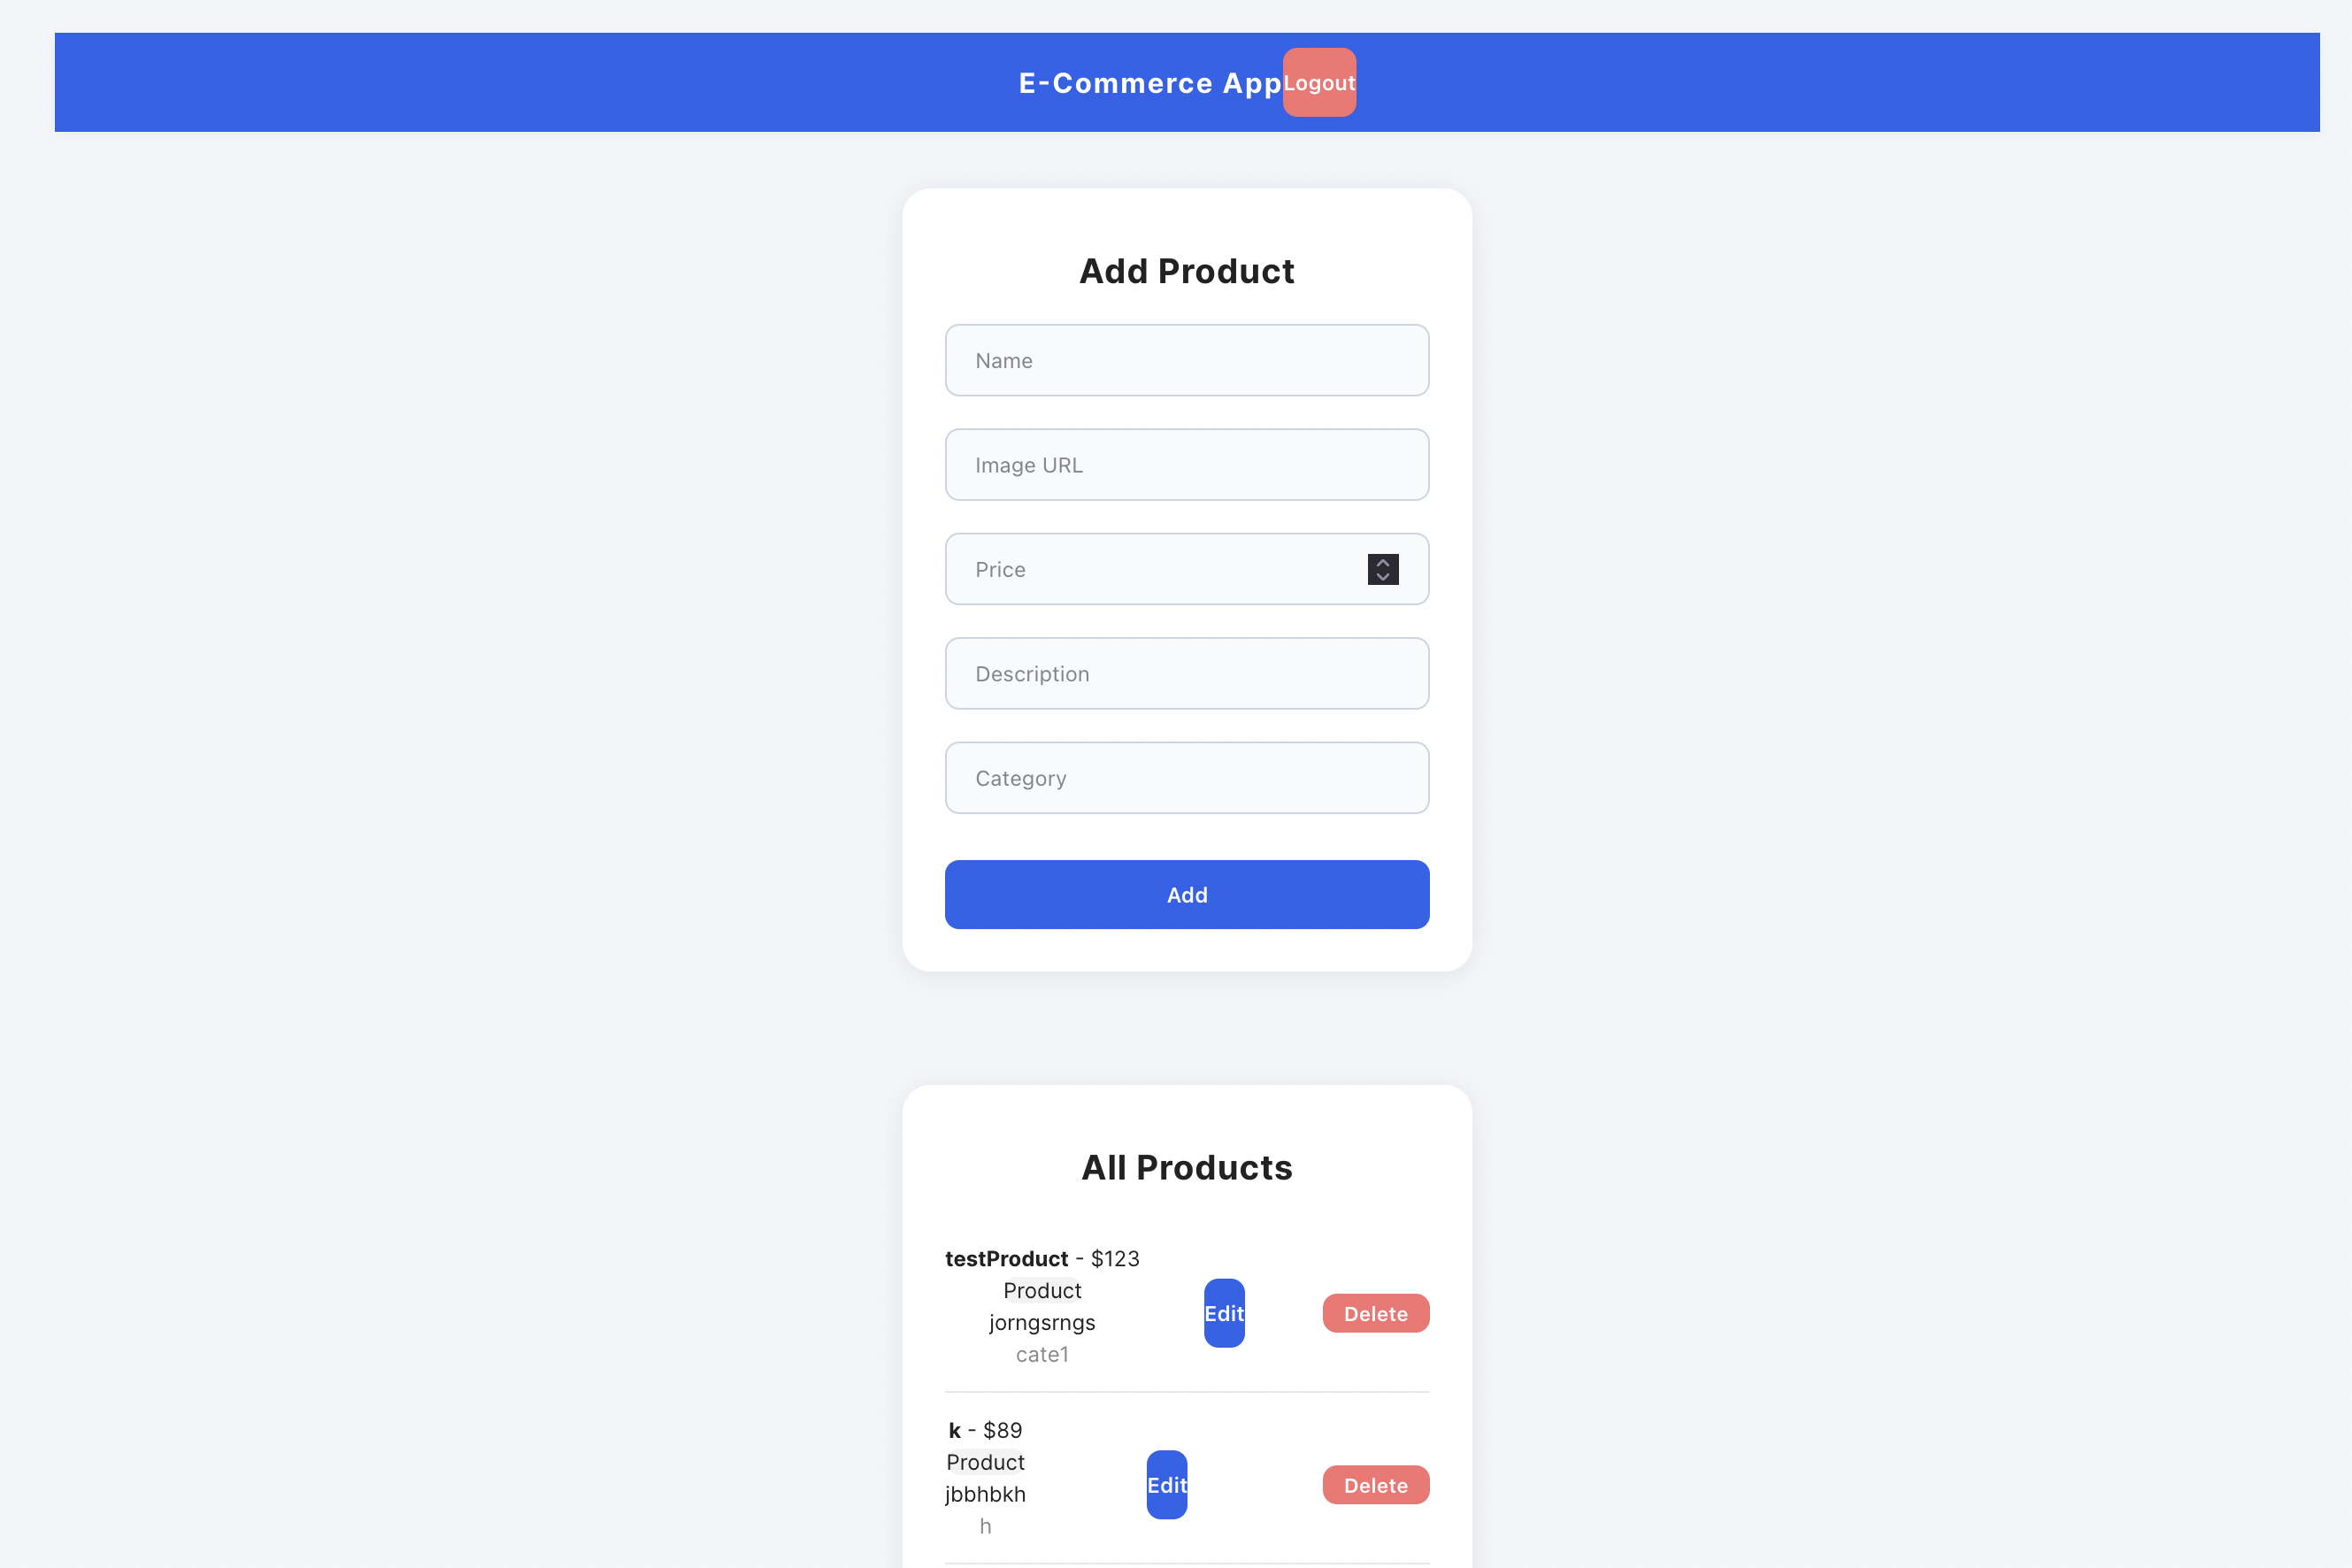 E-Commerce App Logout
Add Product
Name
Image URL
Price
Description
Category
Add
All Products
testProduct - $123
Product
jorngsrngs
cate1
Edit
Delete
k - $89
Product
jbbhbkh
h
Edit
Delete